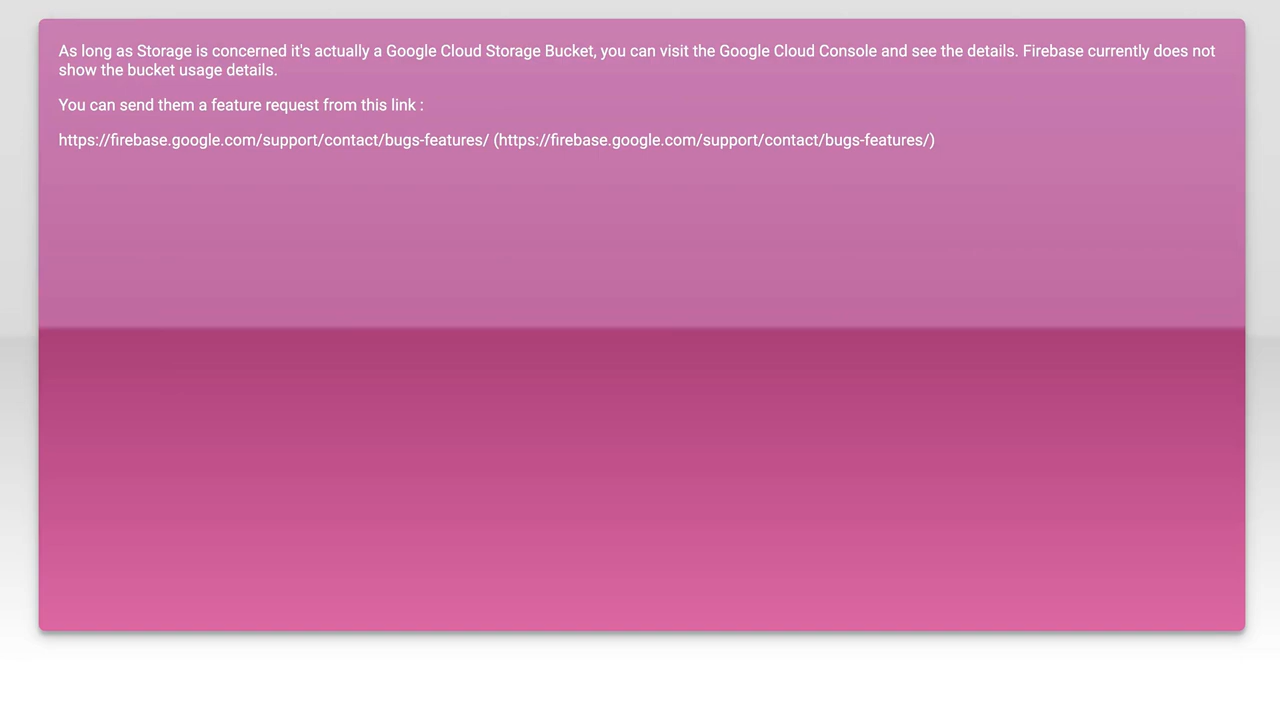 As long as Storage is concerned it's actually a Google Cloud Storage Bucket, you can visit the Google Cloud Console and see the details. Firebase currently does not
show the bucket usage details.
You can send them a feature request from this link :
https://firebase.google.com/support/contact/bugs-features/ (https://firebase.google.com/support/contact/bugs-features/)